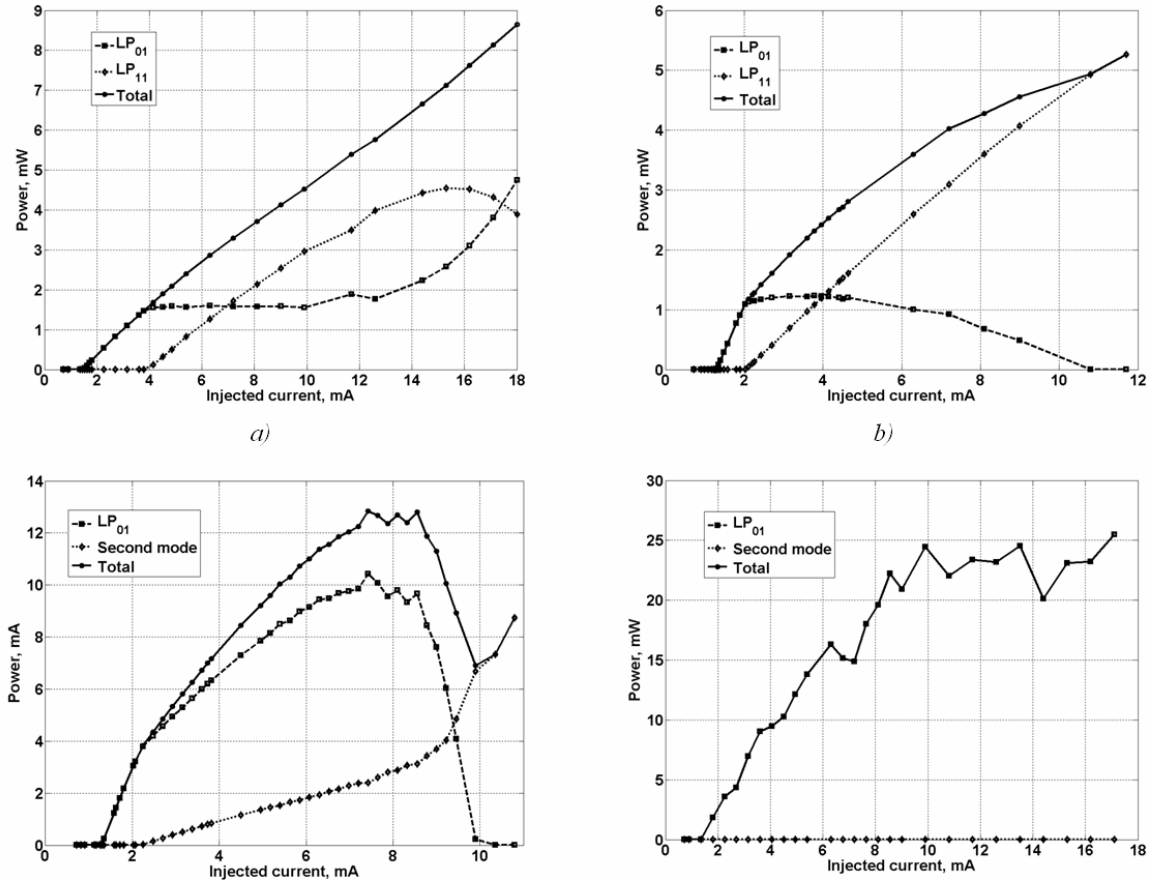 9
8
7
6
5
4
3
2
1
0
Power, mW
LP01
LP11
Total
0 2 4 6 8 10 12 14 16 18
Injected current, mA
a)
6
5
4
3
2
1
0
Power, mW
LP01
LP11
Total
0 2 4 6 8 10 12
Injected current, mA
b)
14
12
10
8
6
4
2
0
Power, mA
LP01
Second mode
Total
0 2 4 6 8 10
Injected current, mA
30
25
20
15
10
5
0
Power, mW
LP01
Second mode
Total
0 2 4 6 8 10 12 14 16 18
Injected current, mA